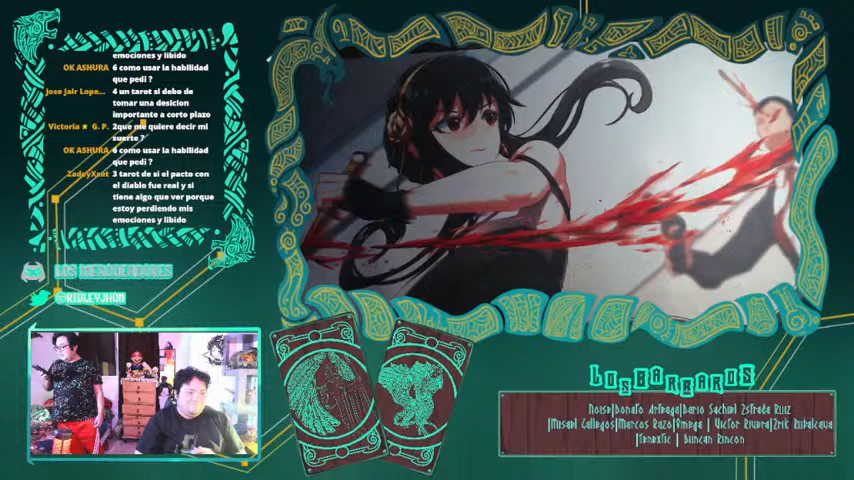 emociones y libido
OK ASHURA 6 como usar la habilidad
que pedi ?
Jose Jair Lope... 4 un tarot si debo de
tomar una desicion
importante a corto plazo
Victoria ★ G. P. 2que me quiere decir mi
suerte ?
OK ASHURA 6 como usar la habilidad
que pedi ?
ZadeyXeat 3 tarot de si el pacto con
el diablo fue real y si
tiene algo que ver porque
estoy perdiendo mis
emociones y libido
LOS MERODEADORES
@RIDLEYJHON
LOS BARBAROS
Noise|Donato Arteaga|Dario Sachiel Estrada Ruiz
|Misael Gallegos|Marcos Razo|Omega | Victor Rivera|Erik Rubalcava
| Duncan Rincon